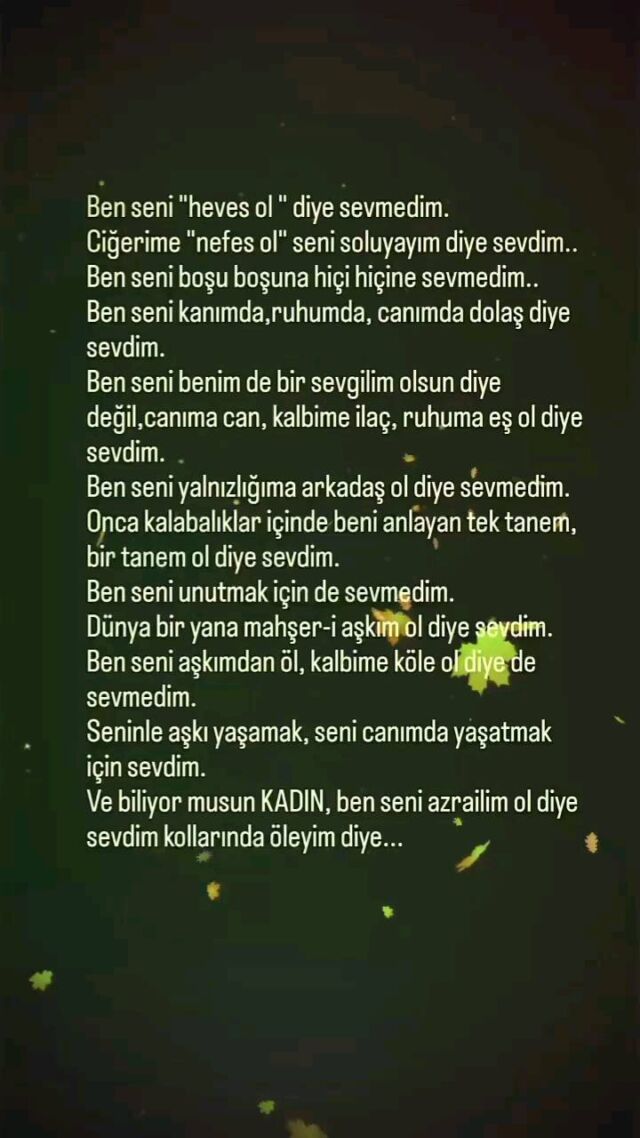 Ben seni "heves ol " diye sevmedim.
Ciğerime "nefes ol" seni soluyayım diye sevdim..
Ben seni boşu boşuna hiçi hiçine sevmedim..
Ben seni kanımda,ruhumda, canımda dolaş diye
sevdim.
Ben seni benim de bir sevgilim olsun diye
değil,canıma can, kalbime ilaç, ruhuma eş ol diye
sevdim.
Ben seni yalnızlığıma arkadaş ol diye sevmedim.
Onca kalabalıklar içinde beni anlayan tek tanem,
bir tanem ol diye sevdim.
Ben seni unutmak için de sevmedim.
Dünya bir yana mahşer-i aşkım ol diye sevdim.
Ben seni aşkımdan öl, kalbime köle ol diye de
sevmedim.
Seninle aşkı yaşamak, seni canımda yaşatmak
için sevdim.
Ve biliyor musun KADIN, ben seni azrailim ol diye
sevdim kollarında öleyim diye...